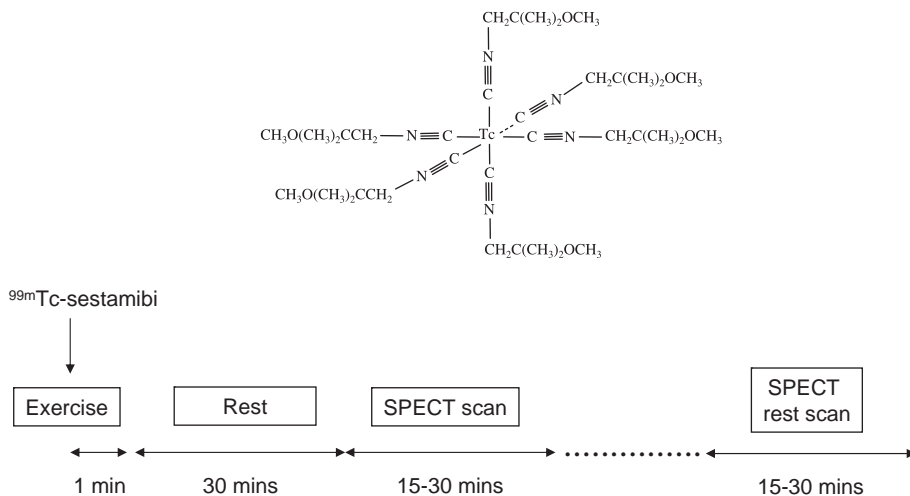 CH₂C(CH₃)₂OCH₃
N
C
CH₂C(CH₃)₂OCH₃
N
C
CH₃O(CH₃)₂CCH₂
N
C
Tc
C
N
CH₂C(CH₃)₂OCH₃
C
N
CH₃O(CH₃)₂CCH₂
C
N
CH₂C(CH₃)₂OCH₃
⁹⁹ᵐTc-sestamibi
Exercise
Rest
SPECT scan
SPECT
rest scan
1 min
30 mins
15-30 mins
15-30 mins